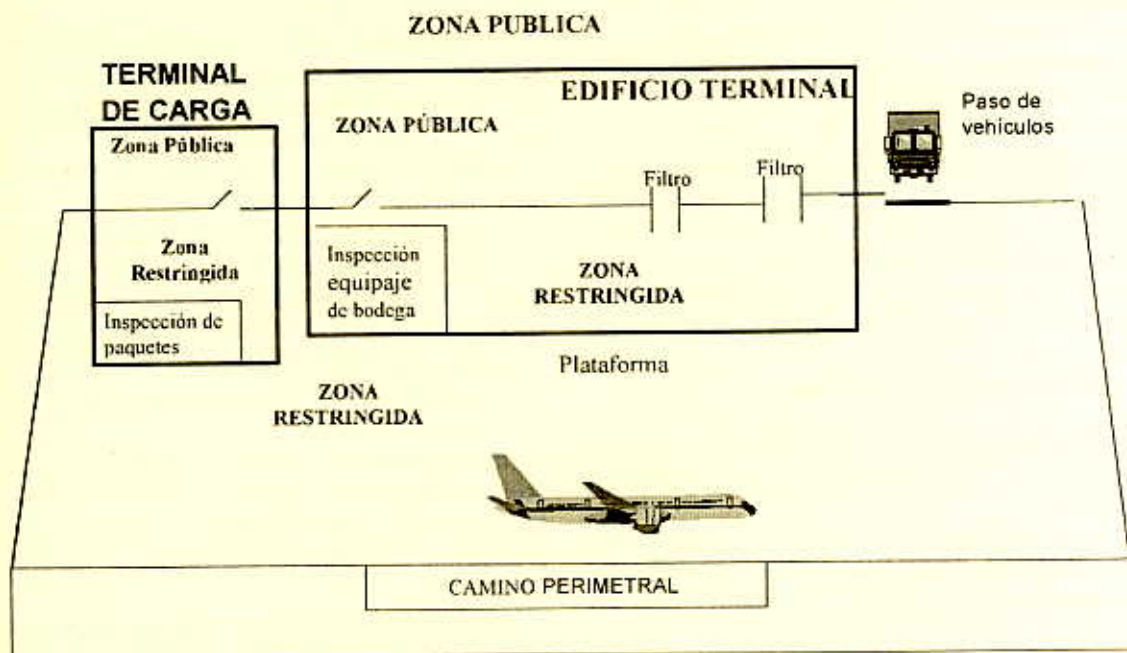 ZONA PUBLICA
TERMINAL
DE CARGA
EDIFICIO TERMINAL
Paso de
vehículos
ZONA PÚBLICA
Zona Pública
Filtro
Filtro
Zona
Restringida
Inspección
equipaje
de bodega
ZONA
RESTRINGIDA
Inspección de
paquetes
Plataforma
ZONA
RESTRINGIDA
CAMINO PERIMETRAL